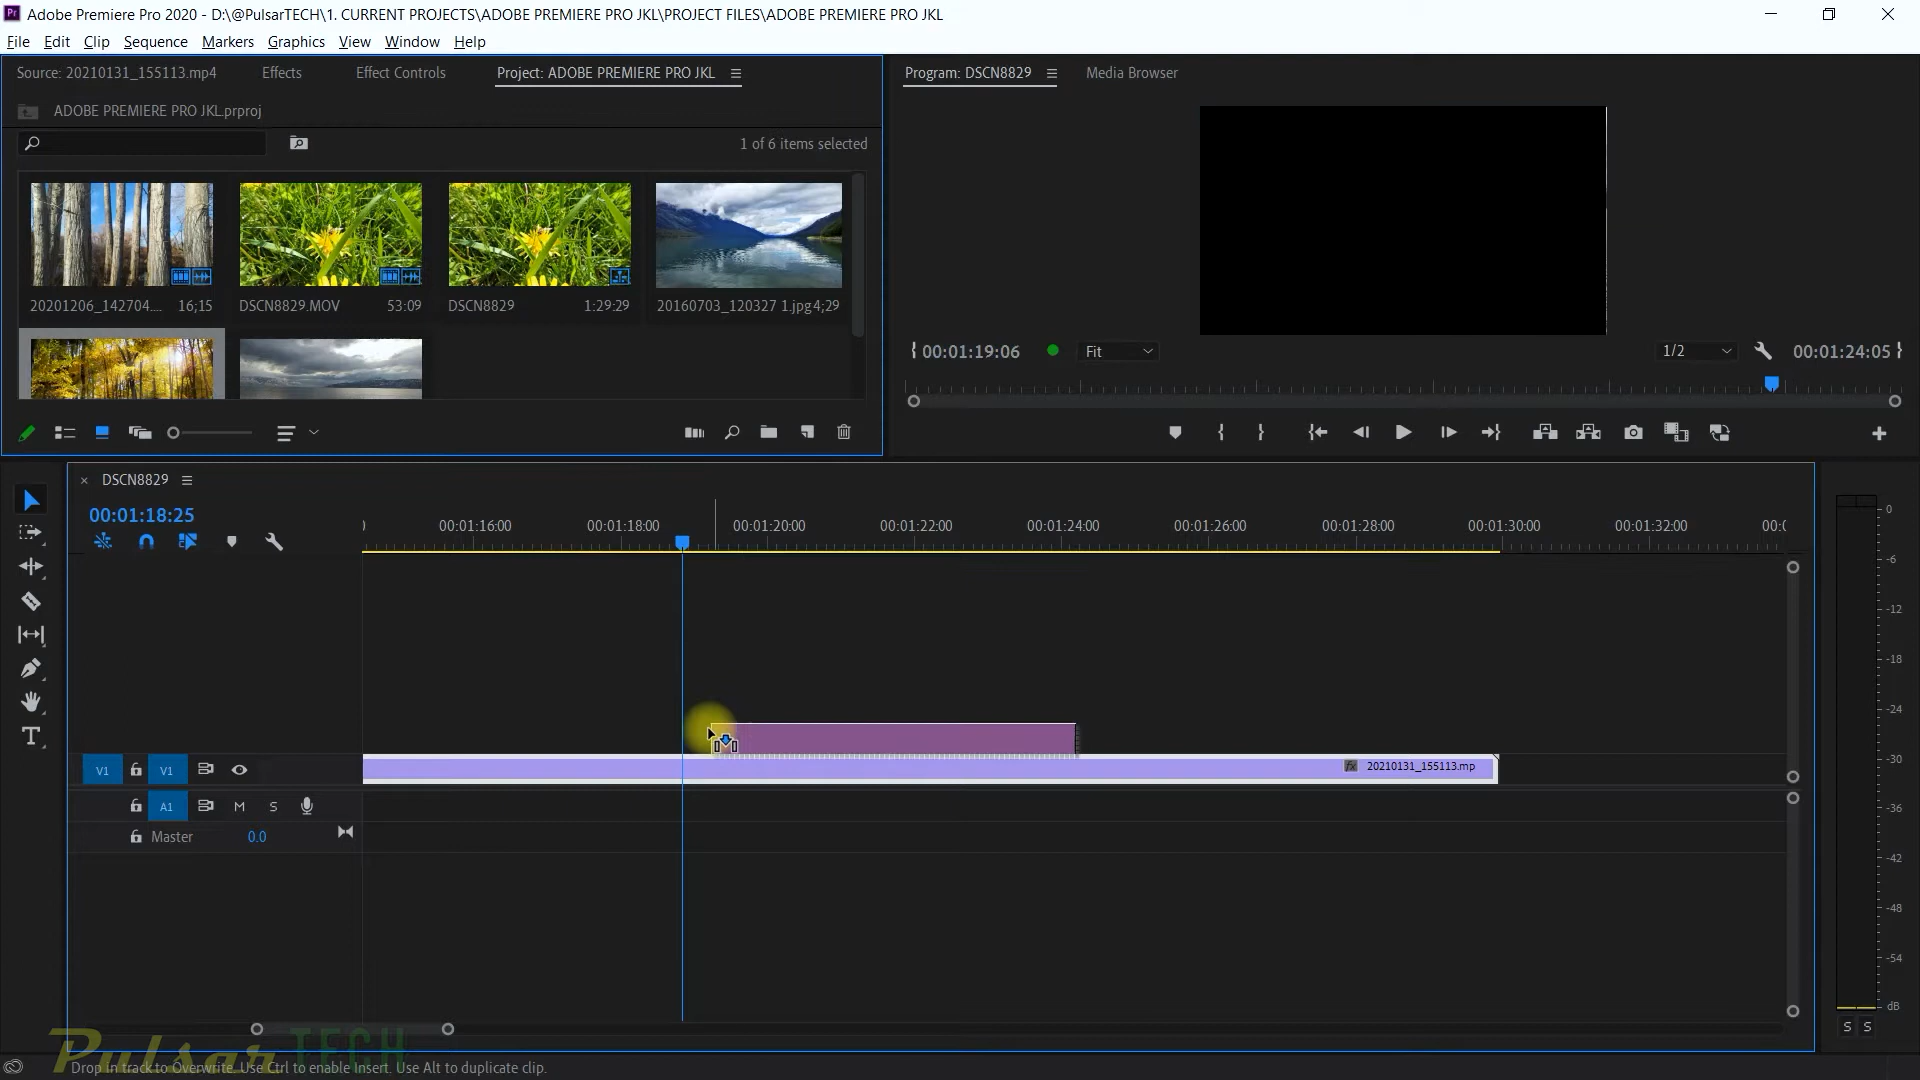 Pr Adobe Premiere Pro 2020 - D:\@PulsarTECH\1. CURRENT PROJECTS\ADOBE PREMIERE PRO JKL\PROJECT FILES\ADOBE PREMIERE PRO JKL
File Edit Clip Sequence Markers Graphics View Window Help
Source: 20210131_155113.mp4 Effects Effect Controls Project: ADOBE PREMIERE PRO JKL
Program: DSCN8829 Media Browser
ADOBE PREMIERE PRO JKL.prproj
1 of 6 items selected
20201206_142704.... 16;15 DSCN8829.MOV 53:09 DSCN8829 1:29:29 20160703_120327 1.jpg 4;29
00:01:19:06 Fit 1/2 00:01:24:05
DSCN8829
00:01:18:25
00:01:16:00 00:01:18:00 00:01:20:00 00:01:22:00 00:01:24:00 00:01:26:00 00:01:28:00 00:01:30:00 00:01:32:00 00:0
V1 V1 fx 20210131_155113.mp
A1 M S
Master 0.0
0
-6
-12
-18
-24
-30
-36
-42
-48
-54
dB
S S
PulsarTECH
Drop in track to Overwrite. Use Ctrl to enable Insert. Use Alt to duplicate clip.